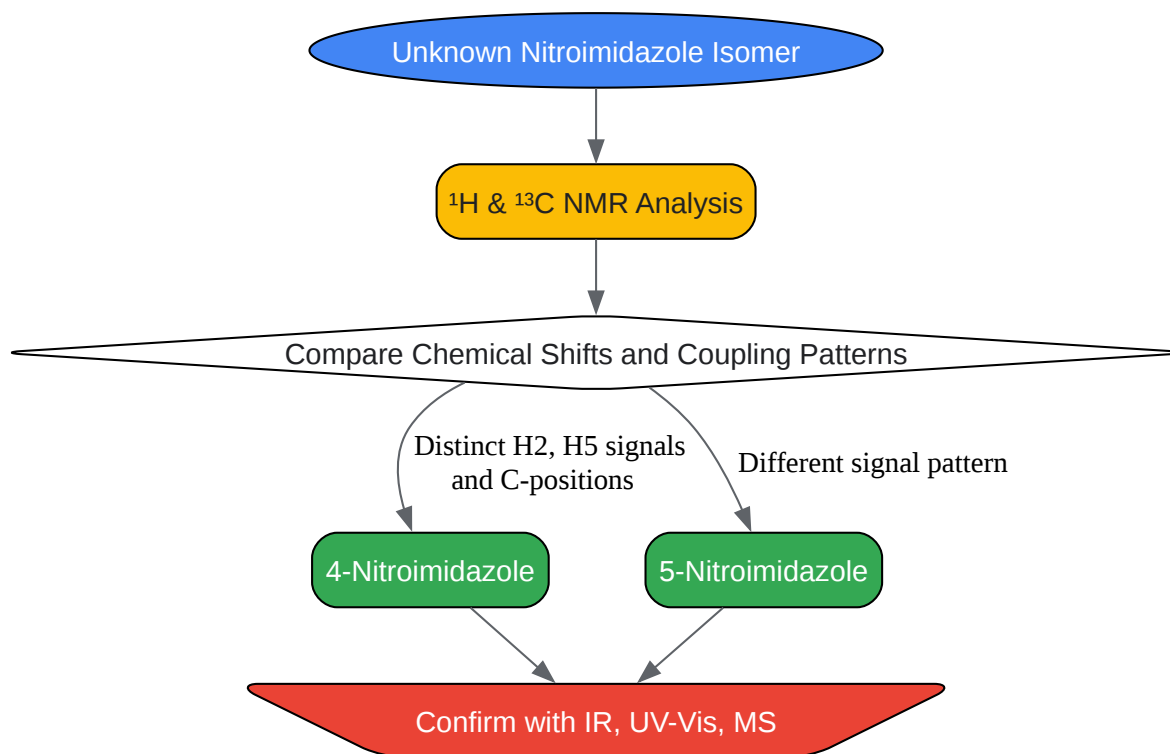 Unknown Nitroimidazole Isomer
¹H & ¹³C NMR Analysis
Compare Chemical Shifts and Coupling Patterns
Distinct H2, H5 signals
and C-positions
Different signal pattern
4-Nitroimidazole
5-Nitroimidazole
Confirm with IR, UV-Vis, MS